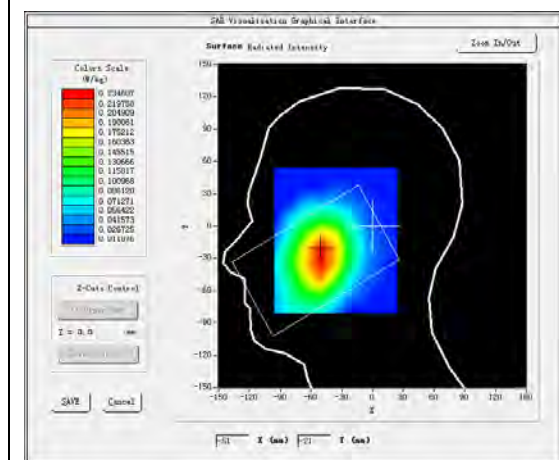 SAR Visualisation Graphical Interface
Surface Radiated Intensity
Zoom In/Out
Colors Scale
(W/kg)
0.234607
0.219758
0.204909
0.190061
0.175212
0.160363
0.145515
0.130666
0.115817
0.100968
0.086120
0.071271
0.056422
0.041573
0.026725
0.011876
150
120
90
60
30
0
-30
-60
-90
-120
-150
Y
-150 -120 -90 -60 -30 0 30 60 90 120 150
X
Z-Cuts Control
Z = 0.5 mm
SAVE Cancel
-51 X (mm) -21 Y (mm)